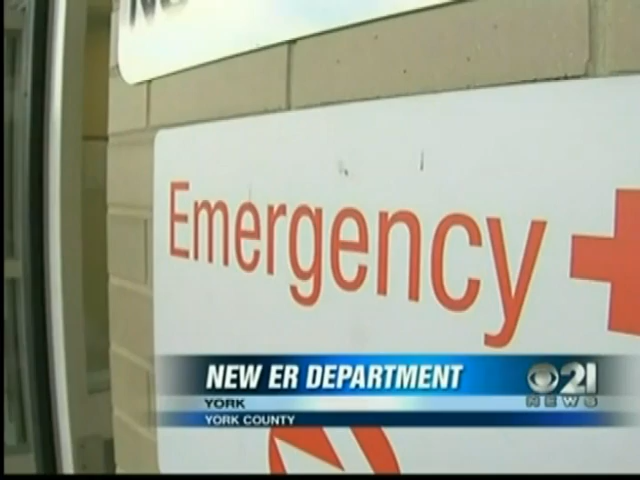 Emergency
NEW ER DEPARTMENT
21
NEWS
YORK
YORK COUNTY